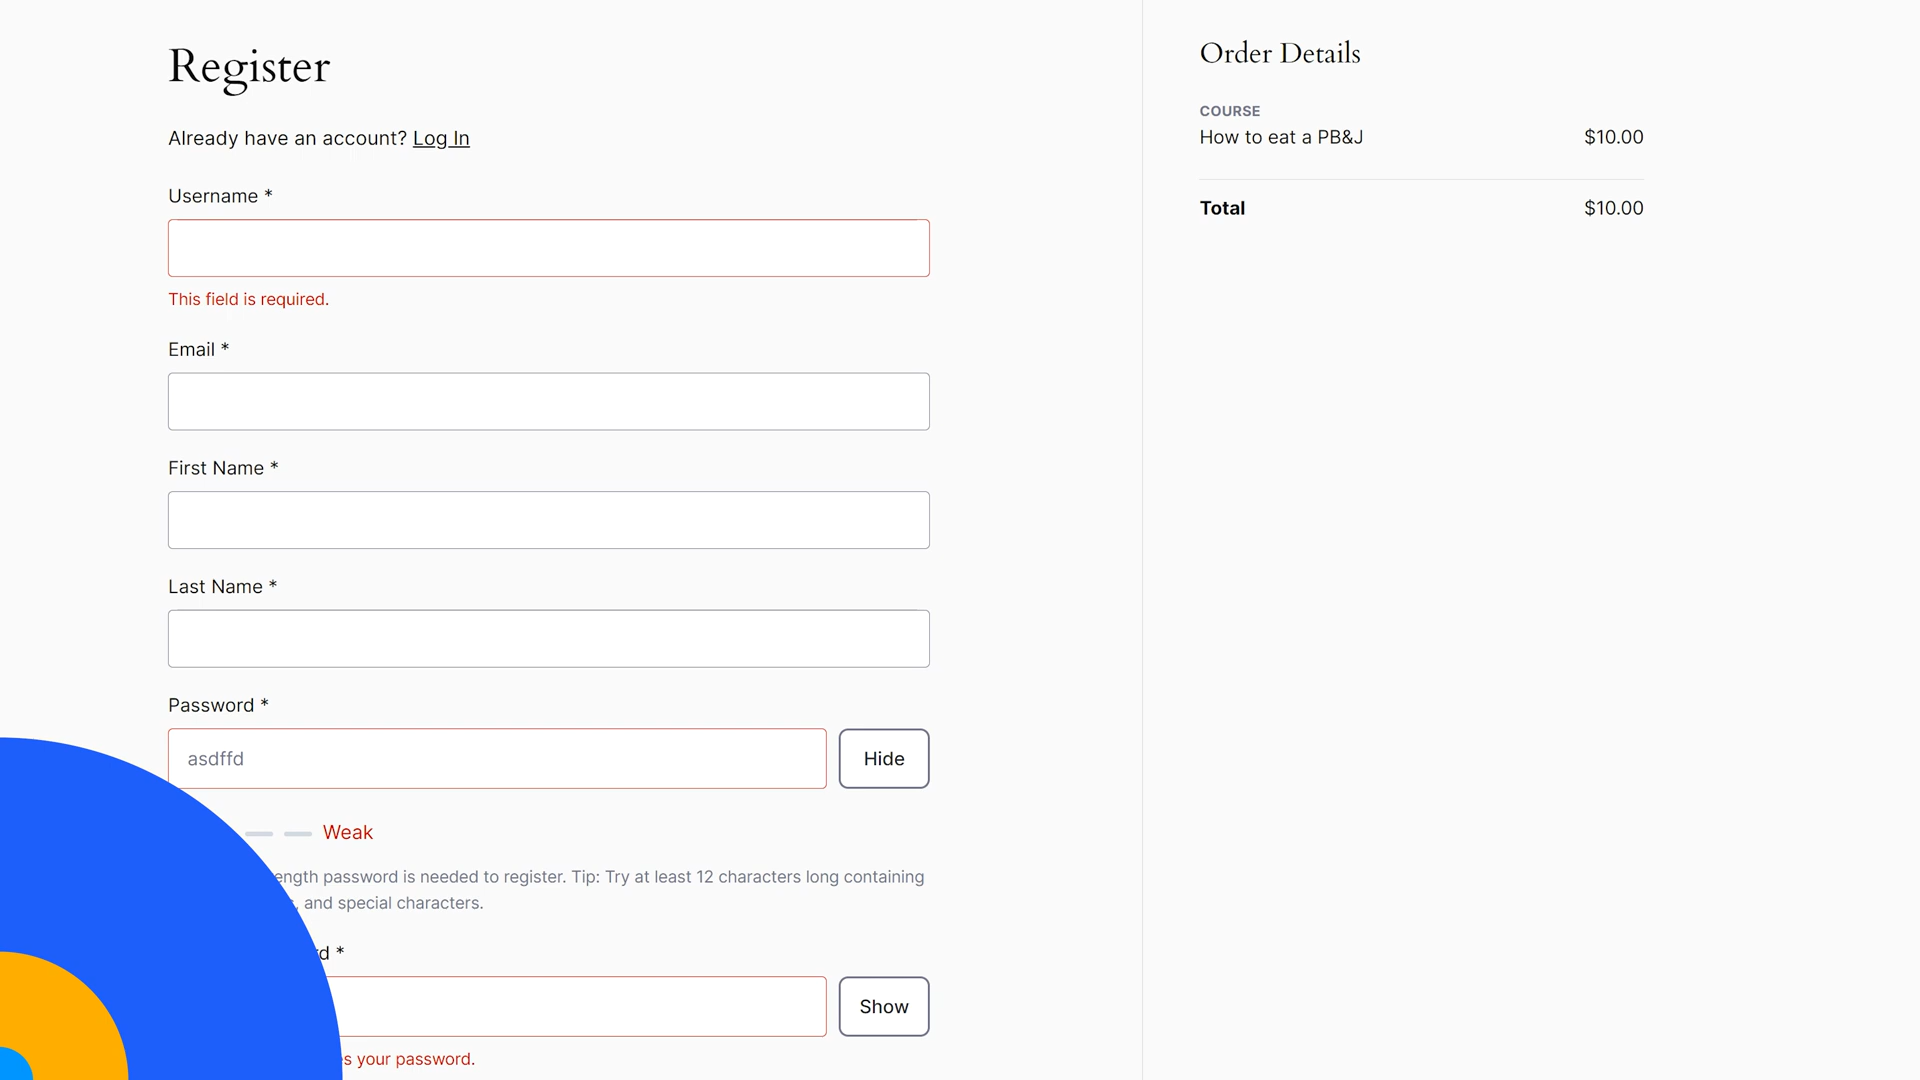 Register
Already have an account? Log In
Username *
This field is required.
Email *
First Name *
Last Name *
Password *
asdffd
Hide
Weak
password is needed to register. Tip: Try at least 12 characters long containing
and special characters.
*
Show
your password.
Order Details
COURSE
How to eat a PB&J $10.00
Total $10.00